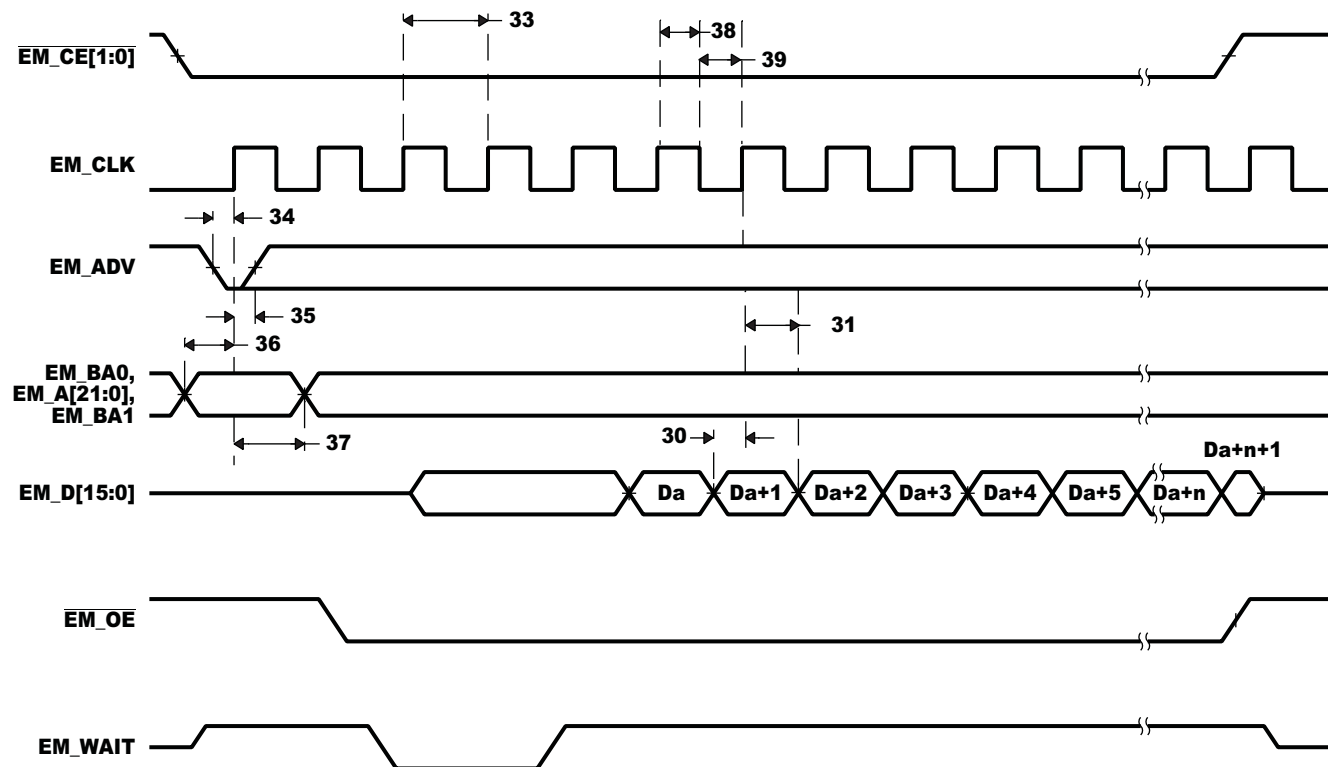 33
38
EM_CE[1:0]
39
EM_CLK
34
EM_ADV
35
31
36
EM_BA0,
EM_A[21:0],
EM_BA1
37
30
Da+n+1
EM_D[15:0]
Da Da+1 Da+2 Da+3 Da+4 Da+5 Da+n
EM_OE
EM_WAIT